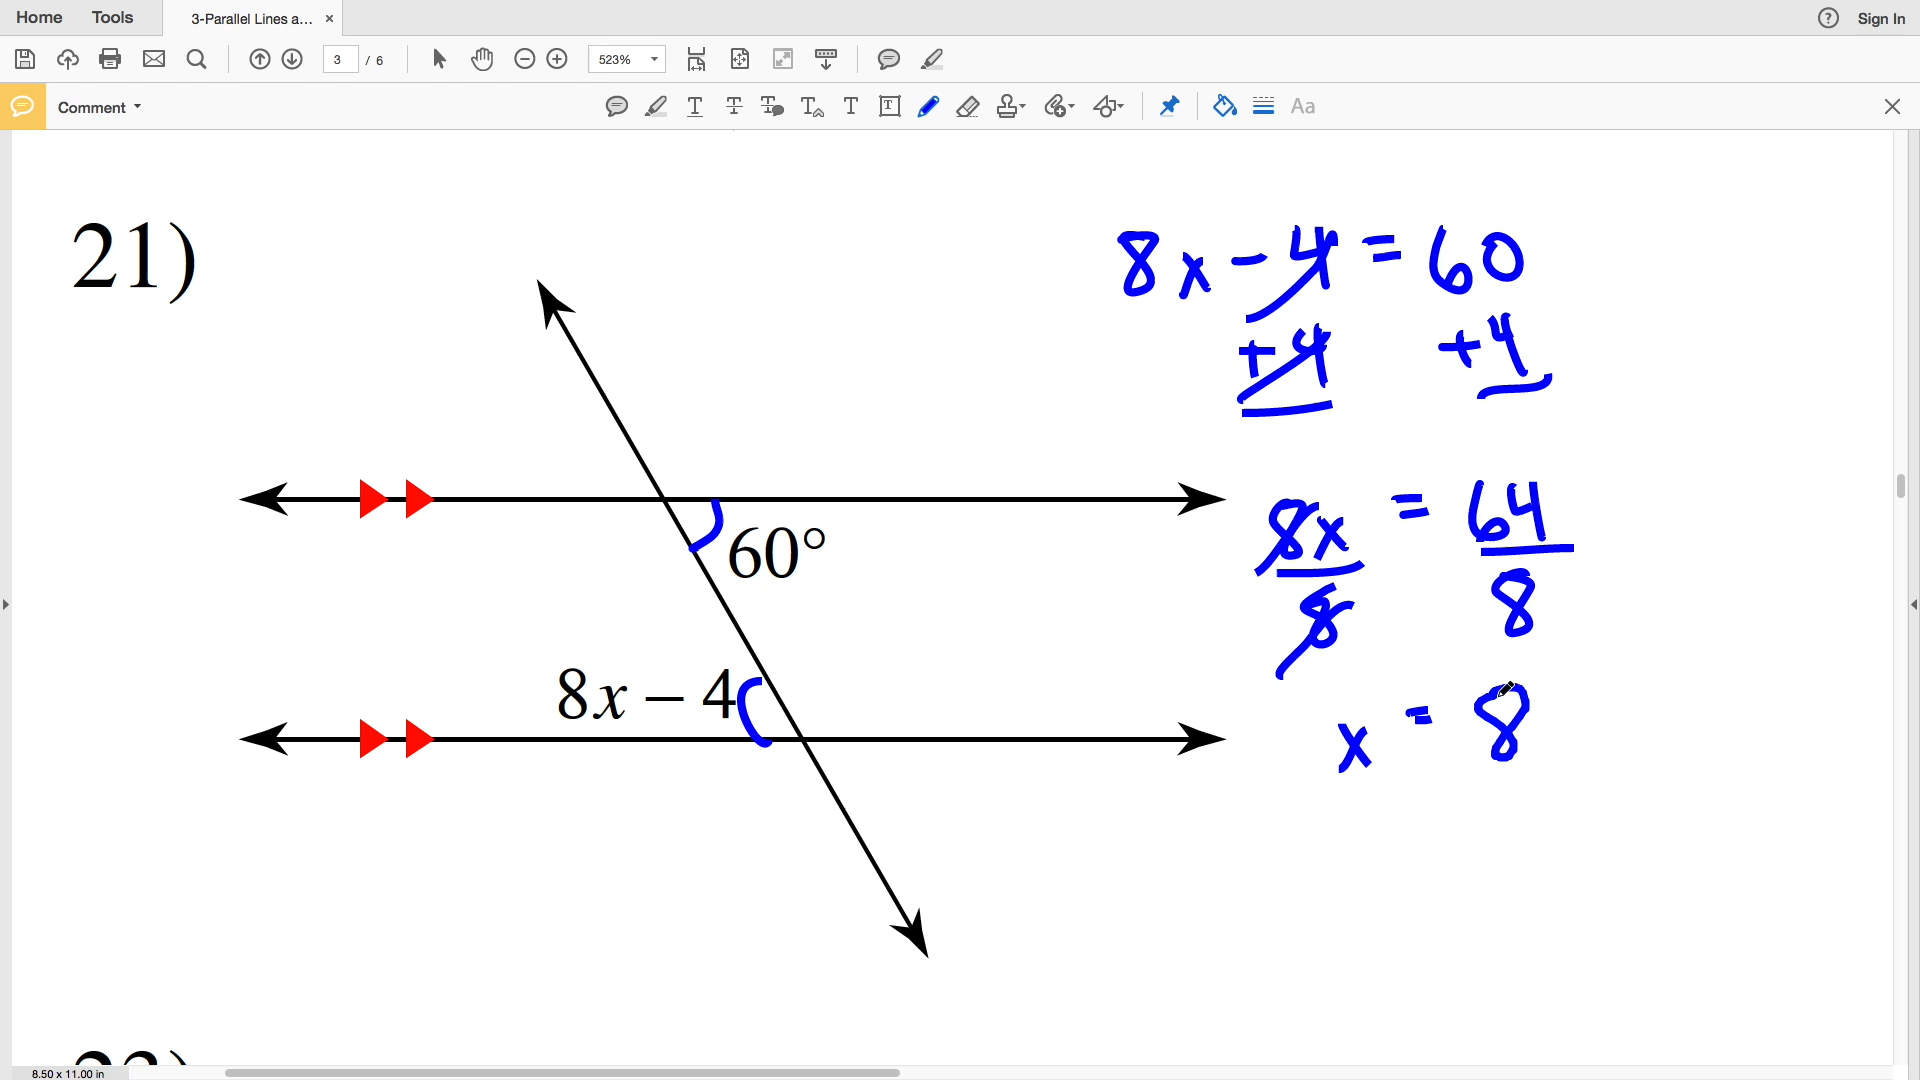 Home Tools 3-Parallel Lines a... × ? Sign In
3 / 6 523%
Comment T T T T T T Aa
21)
8x - 4 = 60
+4 +4
60°
8x = 64
8 8
8x – 4
x = 8
8.50 x 11.00 in